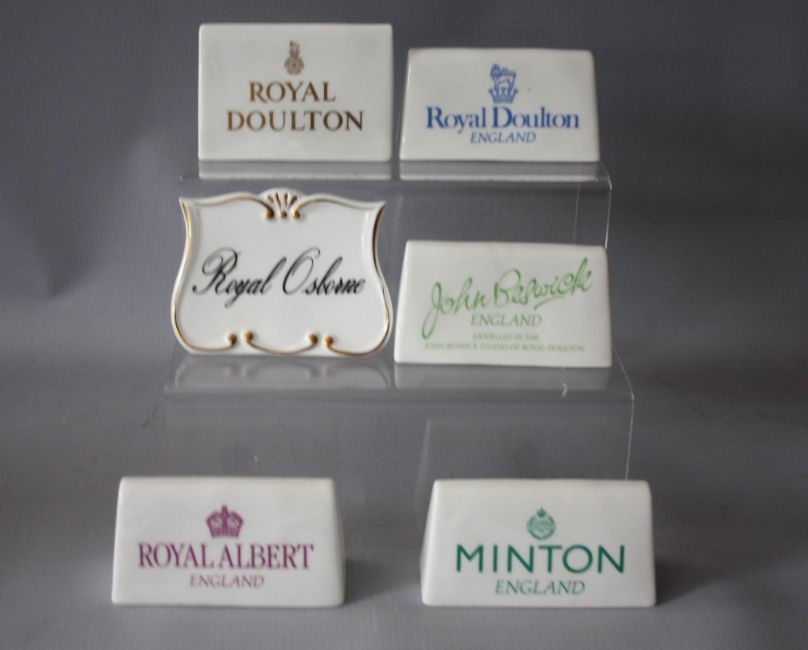 ROYAL
DOULTON
Royal Doulton
ENGLAND
Royal Osborne
John Beswick
ENGLAND
MODELLED IN THE
JOHN BESWICK STUDIO OF ROYAL DOULTON
ROYAL ALBERT
ENGLAND
MINTON
ENGLAND